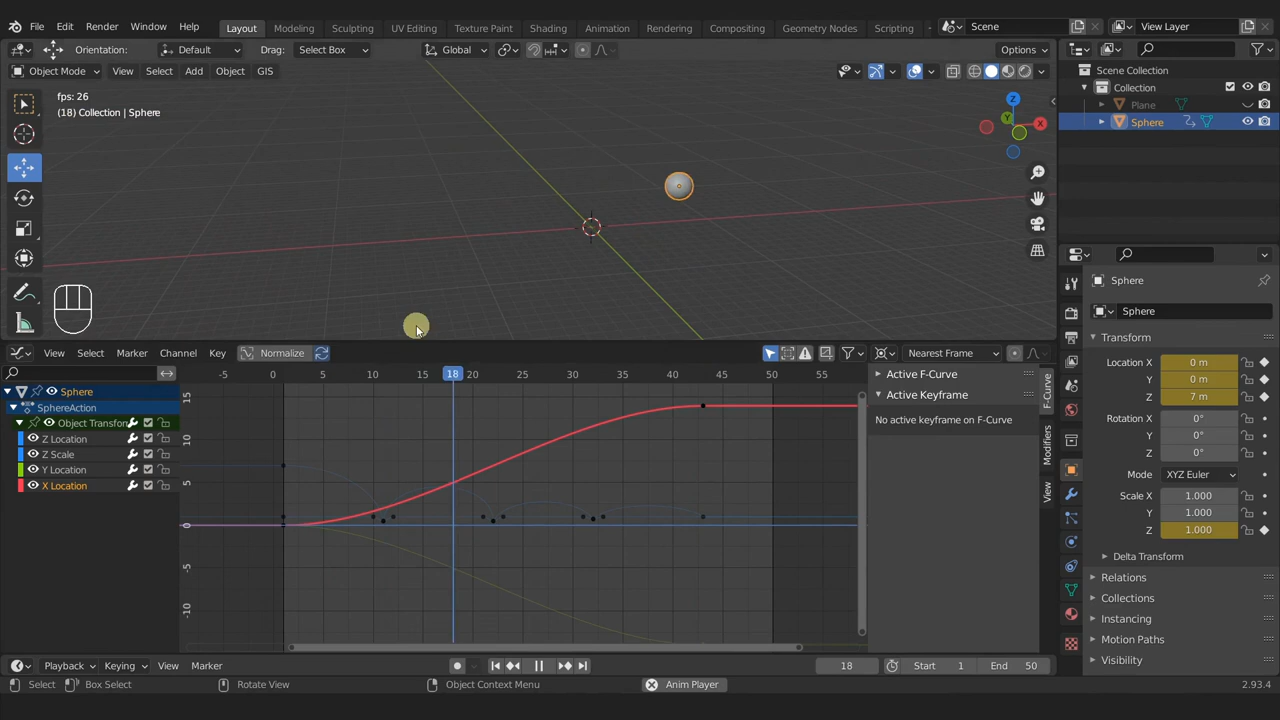 File Edit Render Window Help Layout Modeling Sculpting UV Editing Texture Paint Shading Animation Rendering Compositing Geometry Nodes Scripting Scene View Layer
Orientation: Default Drag: Select Box Global Options
Object Mode View Select Add Object GIS
Scene Collection
Collection
Plane
Sphere
fps: 26
(18) Collection | Sphere
Z
Y
X
Sphere
Sphere
Transform
Location X 0 m
Y 0 m
Z 7 m
Rotation X 0°
Y 0°
Z 0°
Mode XYZ Euler
Scale X 1.000
Y 1.000
Z 1.000
Delta Transform
Relations
Collections
Instancing
Motion Paths
Visibility
View Select Marker Channel Key Normalize Nearest Frame
-5 0 5 10 15 18 20 25 30 35 40 45 50 55
Sphere
SphereAction
Object Transfor
Z Location
Z Scale
Y Location
X Location
15
10
5
0
-5
-10
Active F-Curve
Active Keyframe
No active keyframe on F-Curve
F-Curve
Modifiers
View
Playback Keying View Marker 18 Start 1 End 50
Select Box Select Rotate View Object Context Menu Anim Player 2.93.4